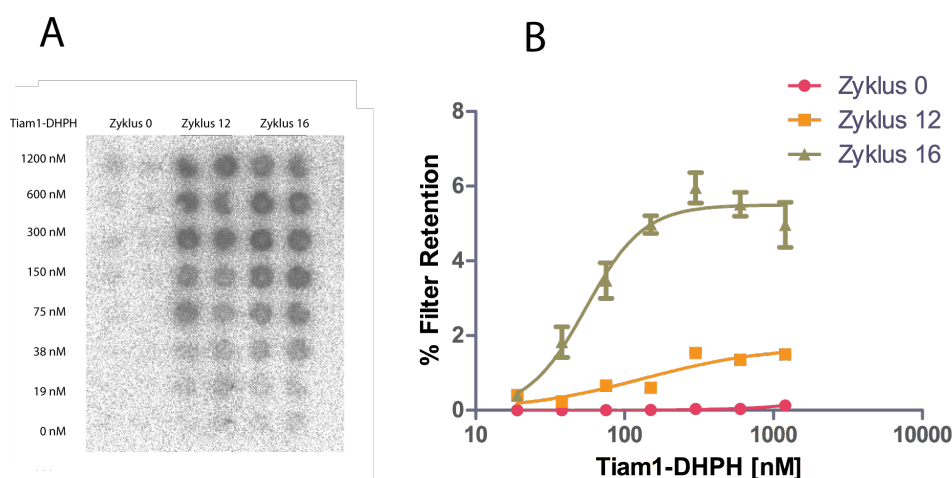 A
Tiam1-DHPH Zyklus 0 Zyklus 12 Zyklus 16
1200 nM
600 nM
300 nM
150 nM
75 nM
38 nM
19 nM
0 nM
B
Zyklus 0
Zyklus 12
Zyklus 16
% Filter Retention
8
6
4
2
0
10 100 1000 10000
Tiam1-DHPH [nM]